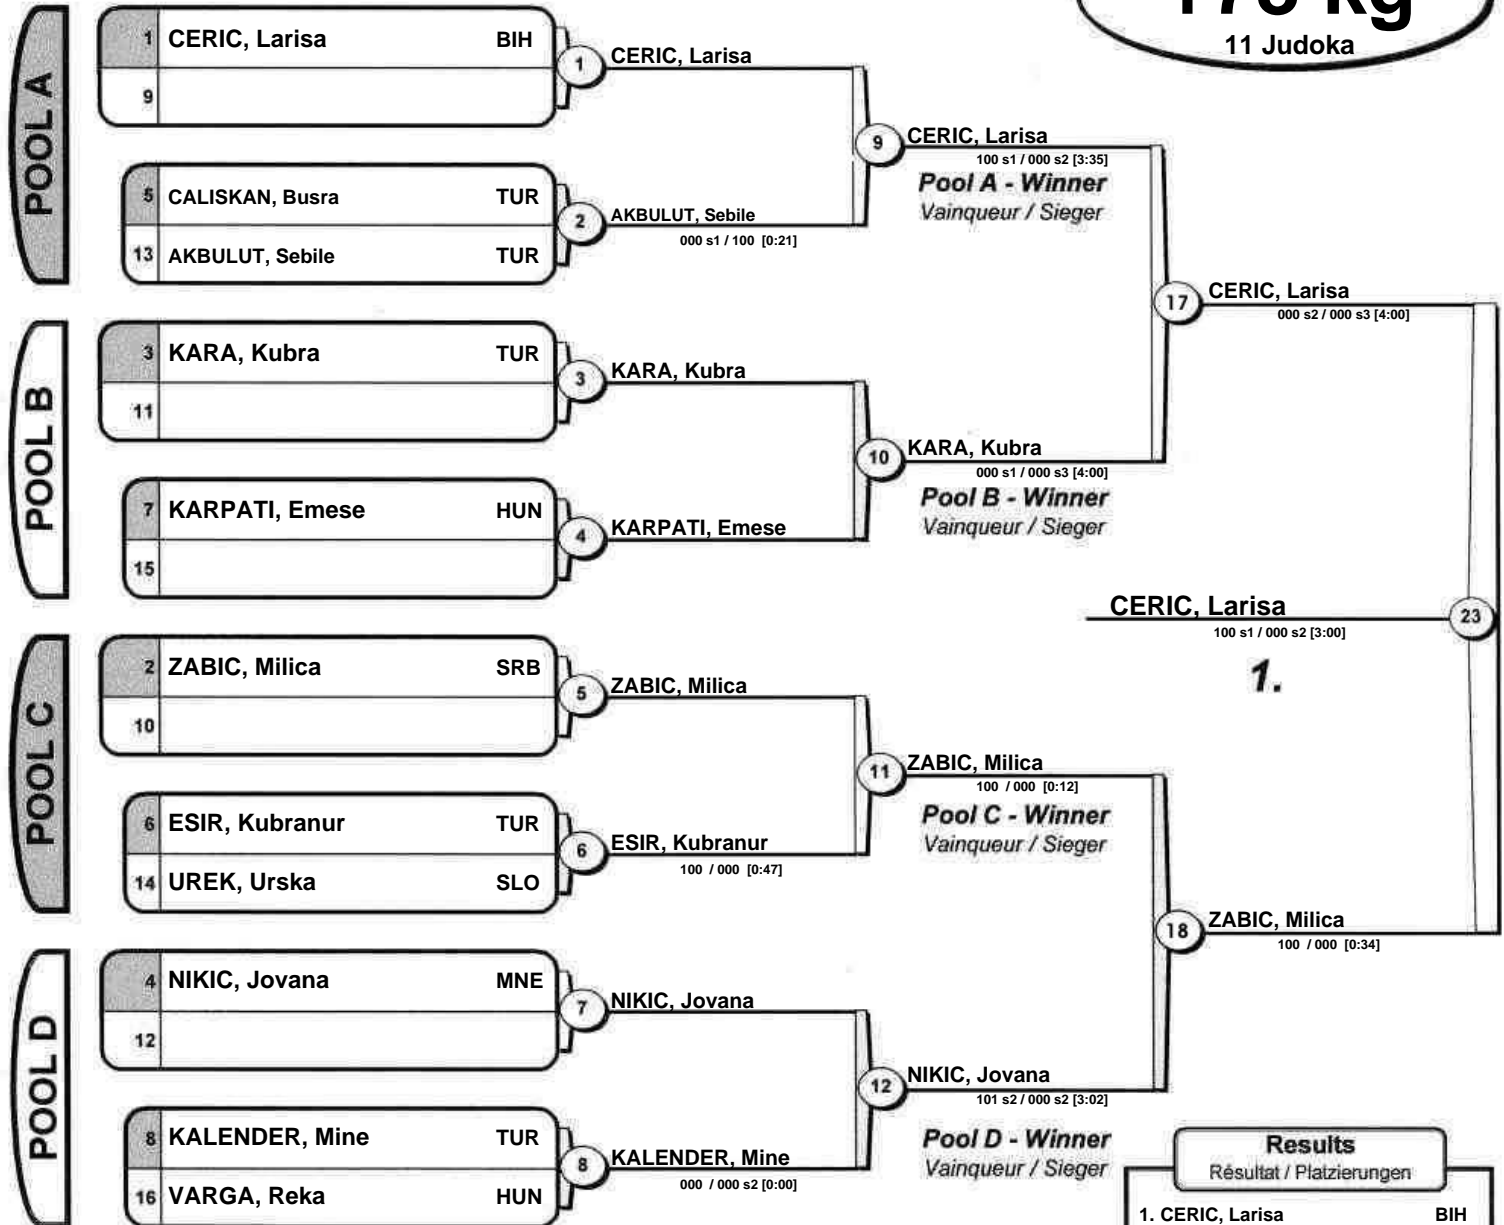 11 Judoka
POOL A
1 CERIC, Larisa BIH
9
1
CERIC, Larisa
5 CALISKAN, Busra TUR
13 AKBULUT, Sebile TUR
2
AKBULUT, Sebile
000 s1 / 100 [0:21]
9
CERIC, Larisa
100 s1 / 000 s2 [3:35]
Pool A - Winner
Vainqueur / Sieger
POOL B
3 KARA, Kubra TUR
11
3
KARA, Kubra
7 KARPATI, Emese HUN
15
4
KARPATI, Emese
10
KARA, Kubra
000 s1 / 000 s3 [4:00]
Pool B - Winner
Vainqueur / Sieger
17
CERIC, Larisa
000 s2 / 000 s3 [4:00]
CERIC, Larisa
100 s1 / 000 s2 [3:00]
1.
23
POOL C
2 ZABIC, Milica SRB
10
5
ZABIC, Milica
6 ESIR, Kubranur TUR
14 UREK, Urska SLO
6
ESIR, Kubranur
100 / 000 [0:47]
11
ZABIC, Milica
100 / 000 [0:12]
Pool C - Winner
Vainqueur / Sieger
18
ZABIC, Milica
100 / 000 [0:34]
POOL D
4 NIKIC, Jovana MNE
12
7
NIKIC, Jovana
8 KALENDER, Mine TUR
16 VARGA, Reka HUN
8
KALENDER, Mine
000 / 000 s2 [0:00]
12
NIKIC, Jovana
101 s2 / 000 s2 [3:02]
Pool D - Winner
Vainqueur / Sieger
Results
Résultat / Platzierungen
1. CERIC, Larisa BIH